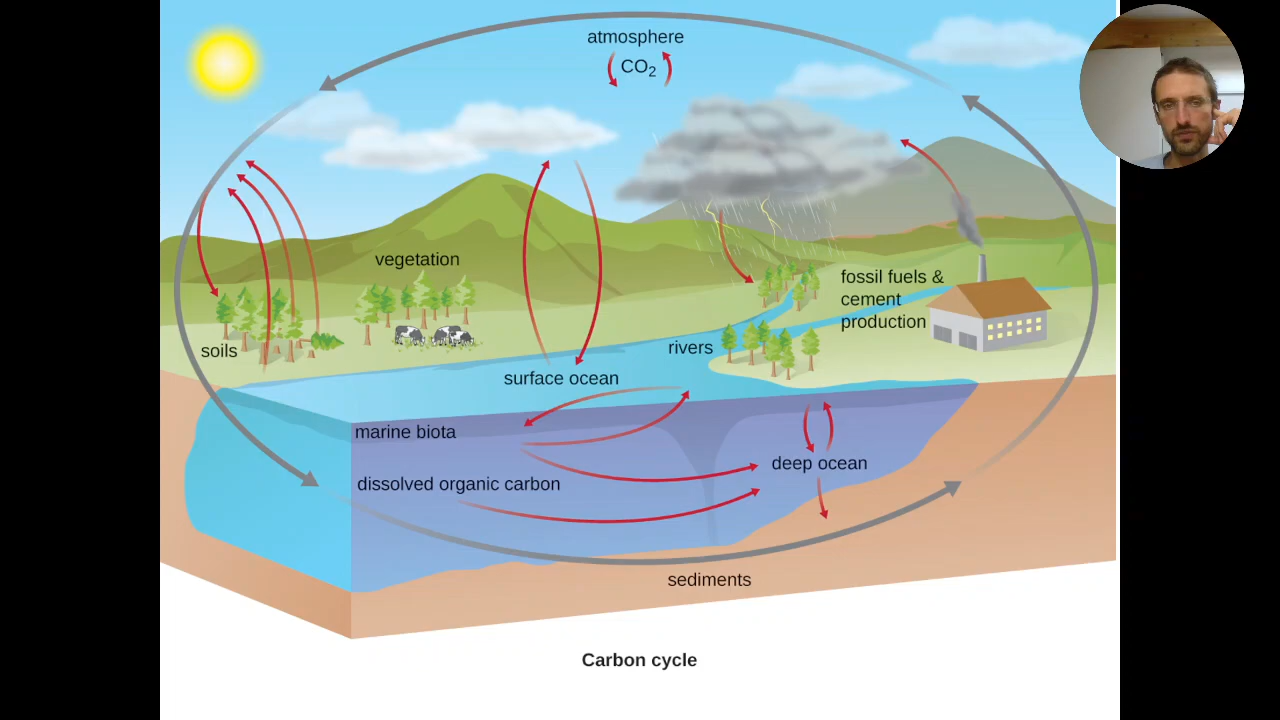 atmosphere
CO₂
vegetation
fossil fuels &
cement
production
soils
rivers
surface ocean
marine biota
deep ocean
dissolved organic carbon
sediments
Carbon cycle